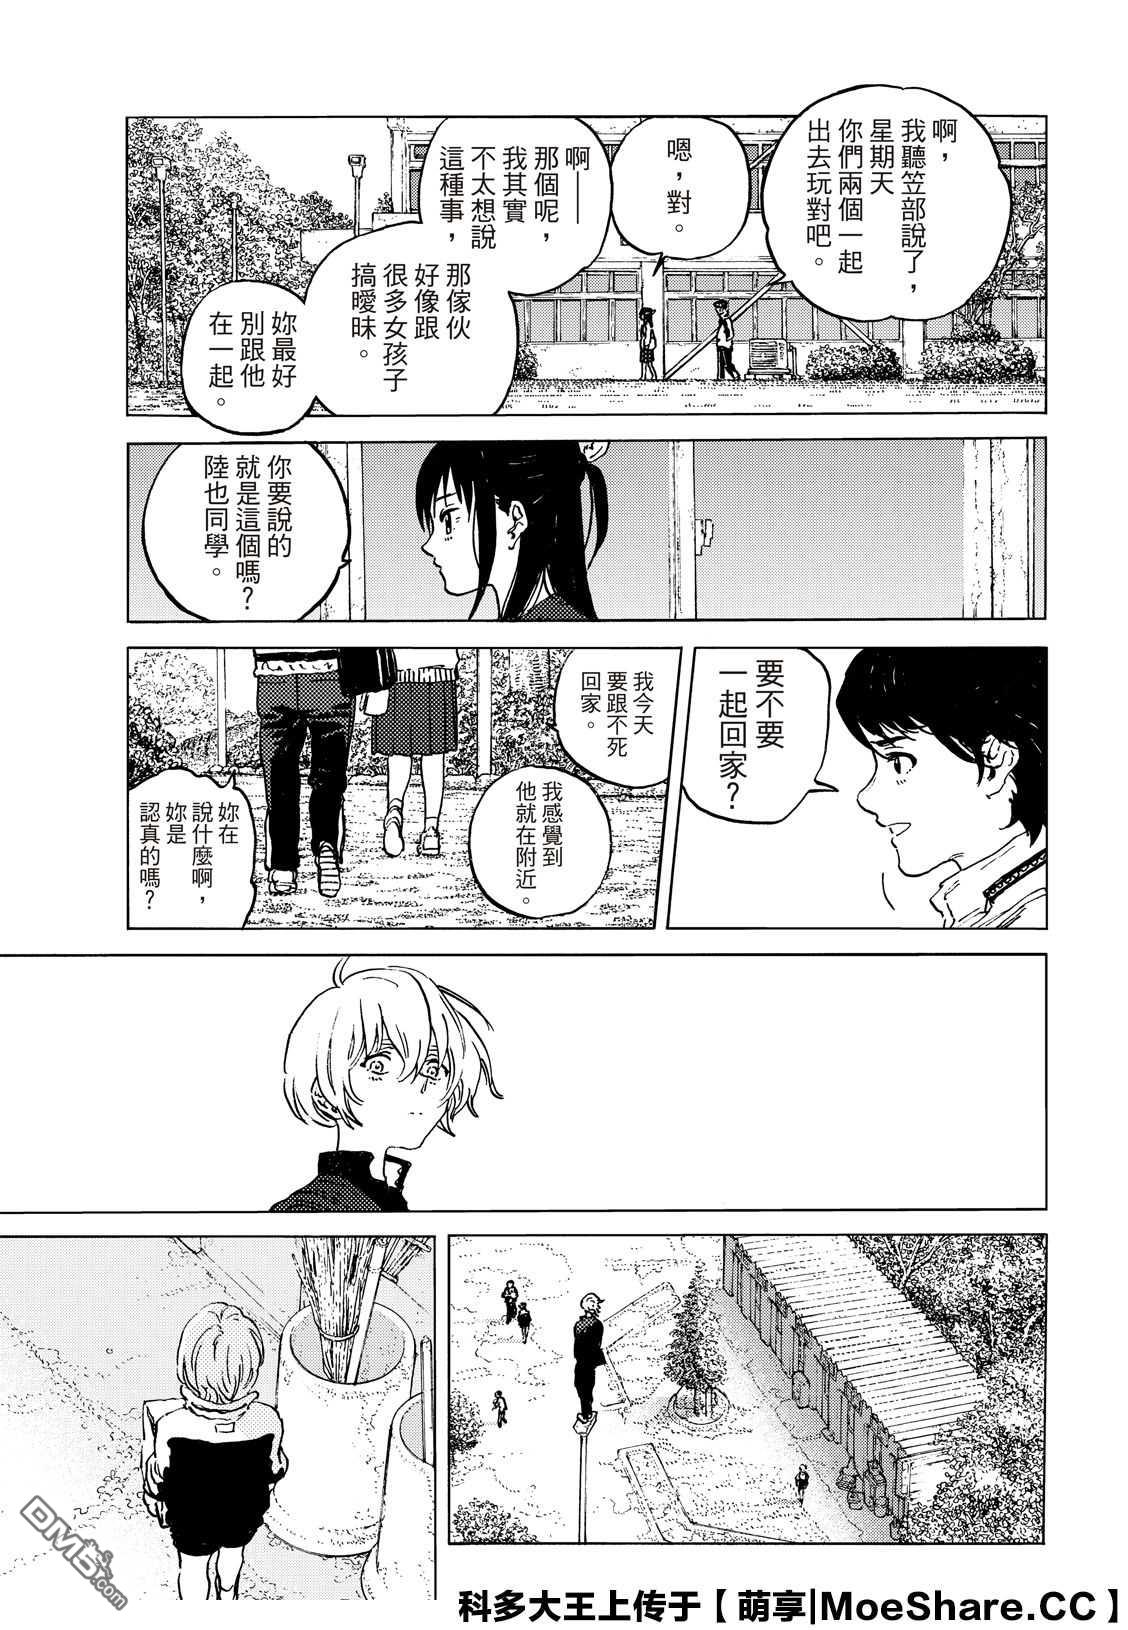 啊，
我聽笠部說了，
星期天
你們兩個一起
出去玩對吧。
嗯，對。
啊——
那個呢，
我其實
不太想說
這種事，
那傢伙
好像跟
很多女孩子
搞曖昧。
妳最好
別跟他
在一起。
你要說的
就是這個嗎？
陸也同學。
要不要
一起回家？
我今天
要跟不死
回家。
我感覺到
他就在附近。
妳在
說什麼啊，
妳是
認真的嗎？
DM5.com
科多大王上传于【萌享|MoeShare.CC】